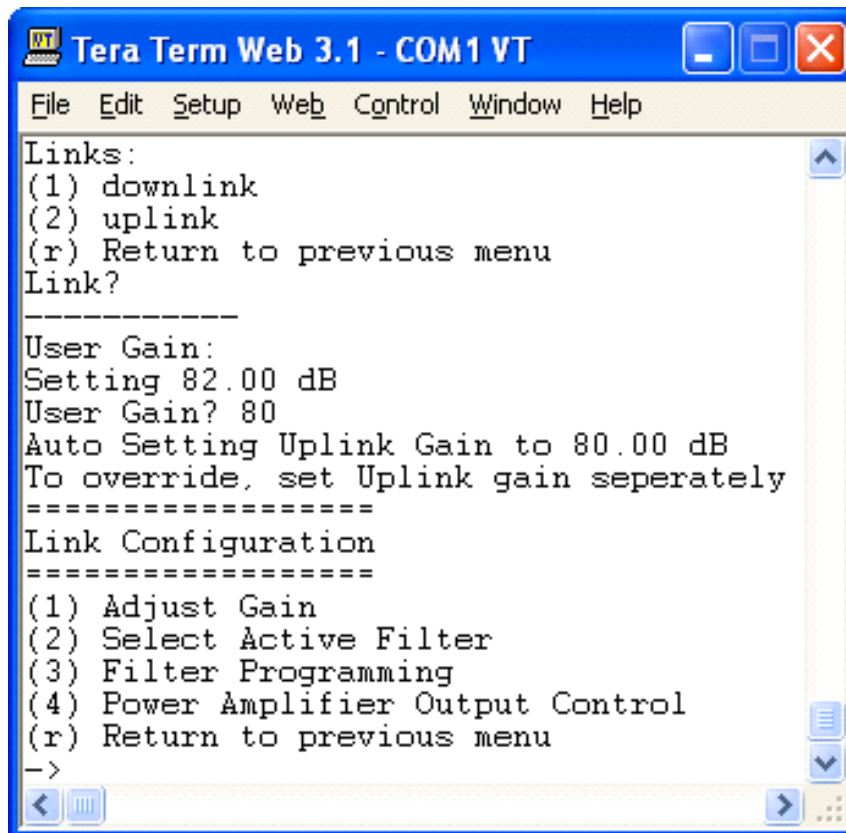 Tera Term Web 3.1 - COM1 VT
File Edit Setup Web Control Window Help
Links:
(1) downlink
(2) uplink
(r) Return to previous menu
Link?
-----------
User Gain:
Setting 82.00 dB
User Gain? 80
Auto Setting Uplink Gain to 80.00 dB
To override, set Uplink gain seperately
==================
Link Configuration
==================
(1) Adjust Gain
(2) Select Active Filter
(3) Filter Programming
(4) Power Amplifier Output Control
(r) Return to previous menu
->